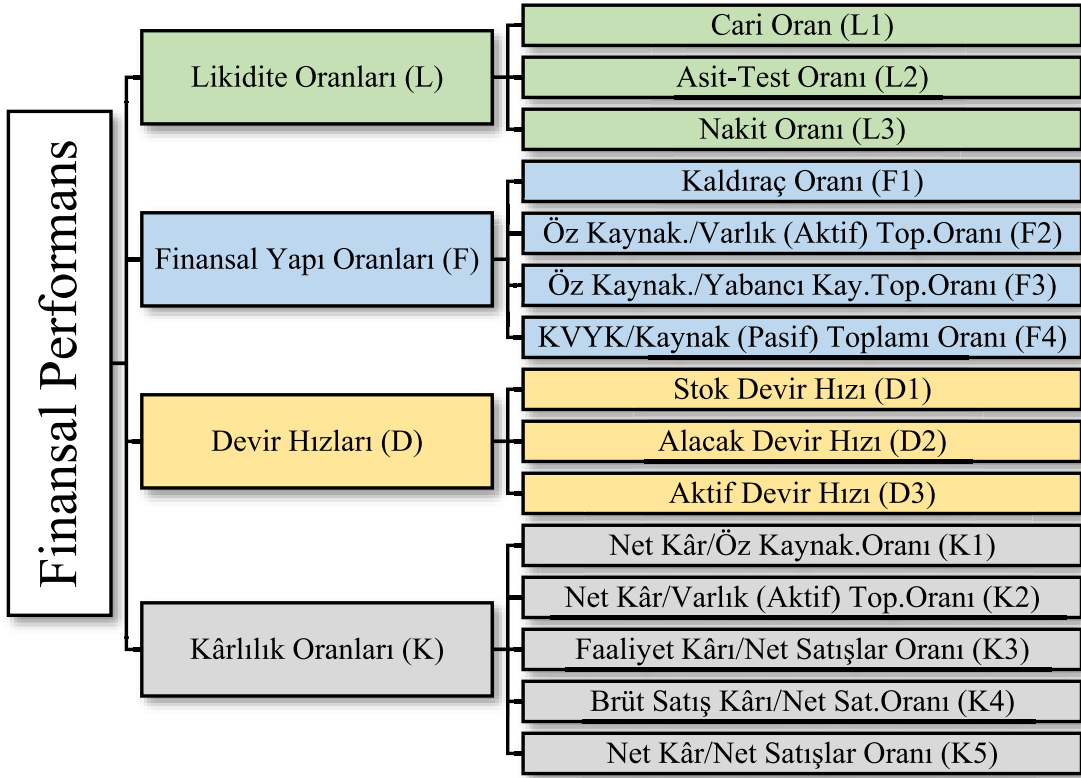 Finansal Performans
Likidite Oranları (L)
Cari Oran (L1)
Asit-Test Oranı (L2)
Nakit Oranı (L3)
Finansal Yapı Oranları (F)
Kaldıraç Oranı (F1)
Öz Kaynak./Varlık (Aktif) Top.Oranı (F2)
Öz Kaynak./Yabancı Kay.Top.Oranı (F3)
KVYK/Kaynak (Pasif) Toplamı Oranı (F4)
Devir Hızları (D)
Stok Devir Hızı (D1)
Alacak Devir Hızı (D2)
Aktif Devir Hızı (D3)
Kârlılık Oranları (K)
Net Kâr/Öz Kaynak.Oranı (K1)
Net Kâr/Varlık (Aktif) Top.Oranı (K2)
Faaliyet Kârı/Net Satışlar Oranı (K3)
Brüt Satış Kârı/Net Sat.Oranı (K4)
Net Kâr/Net Satışlar Oranı (K5)